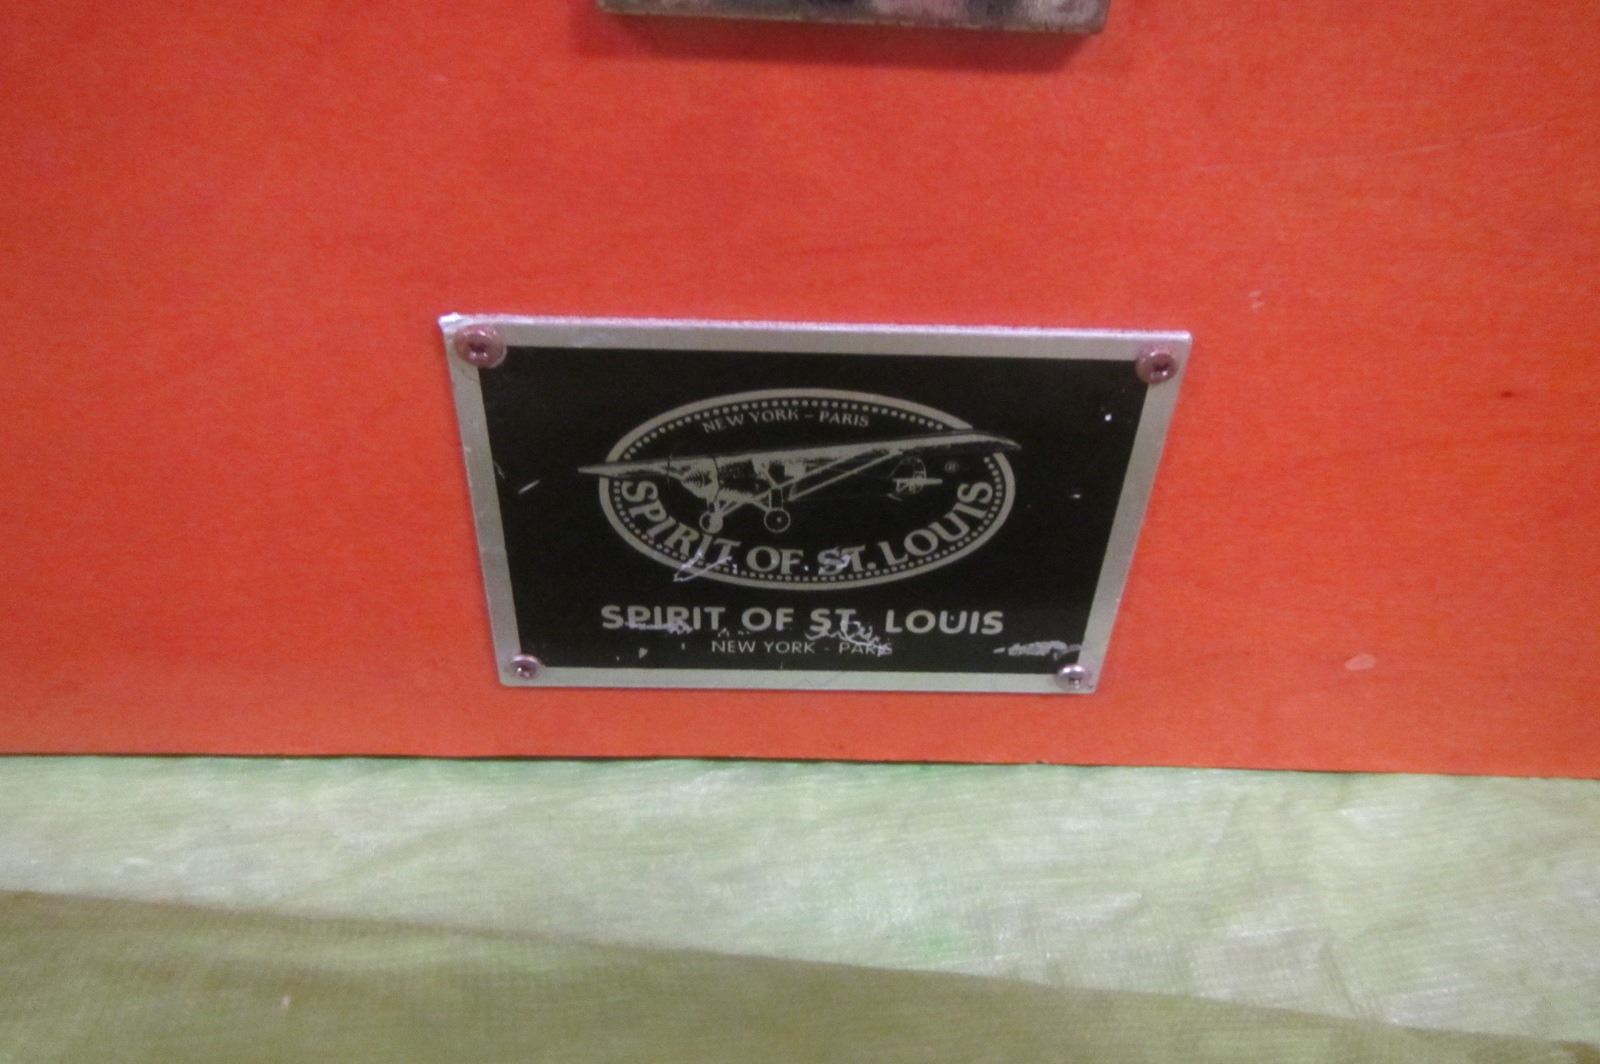 NEW YORK - PARIS
®
SPIRIT OF ST. LOUIS
SPIRIT OF ST. LOUIS
NEW YORK - PARIS